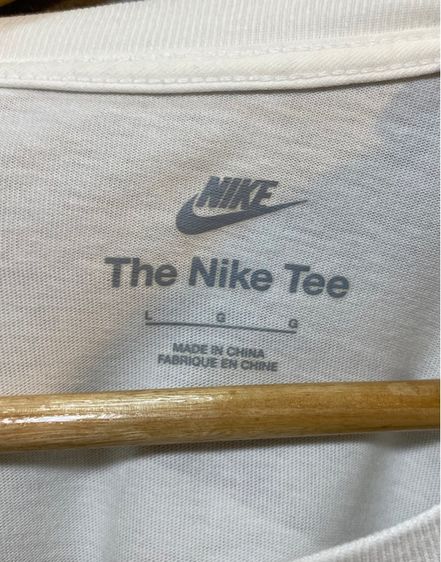 NIKE
The Nike Tee
L G G
MADE IN CHINA
FABRIQUE EN CHINE